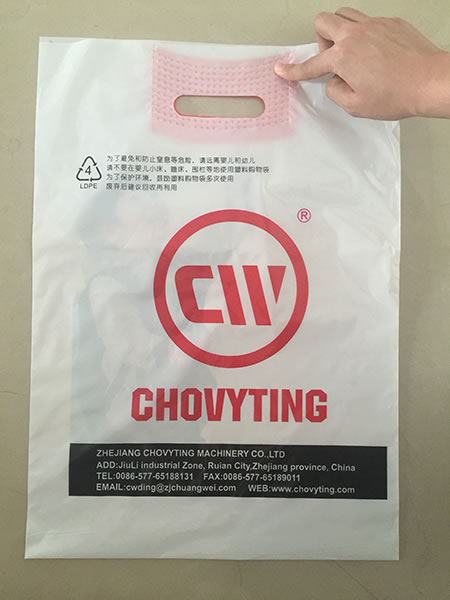 4
LDPE
为了避免和防止窒息等危险，请远离婴儿和幼儿
请不要在婴儿小床、睡床、围栏等地使用塑料购物袋
为了保护环境，鼓励塑料购物袋多次使用
废弃后建议回收再利用
®
CW
CHOVYTING
ZHEJIANG CHOVYTING MACHINERY CO.,LTD
ADD:JiuLi industrial Zone, Ruian City,Zhejiang province, China
TEL:0086-577-65188131 FAX:0086-577-65189011
EMAIL:cwding@zjchuangwei.com WEB:www.chovyting.com